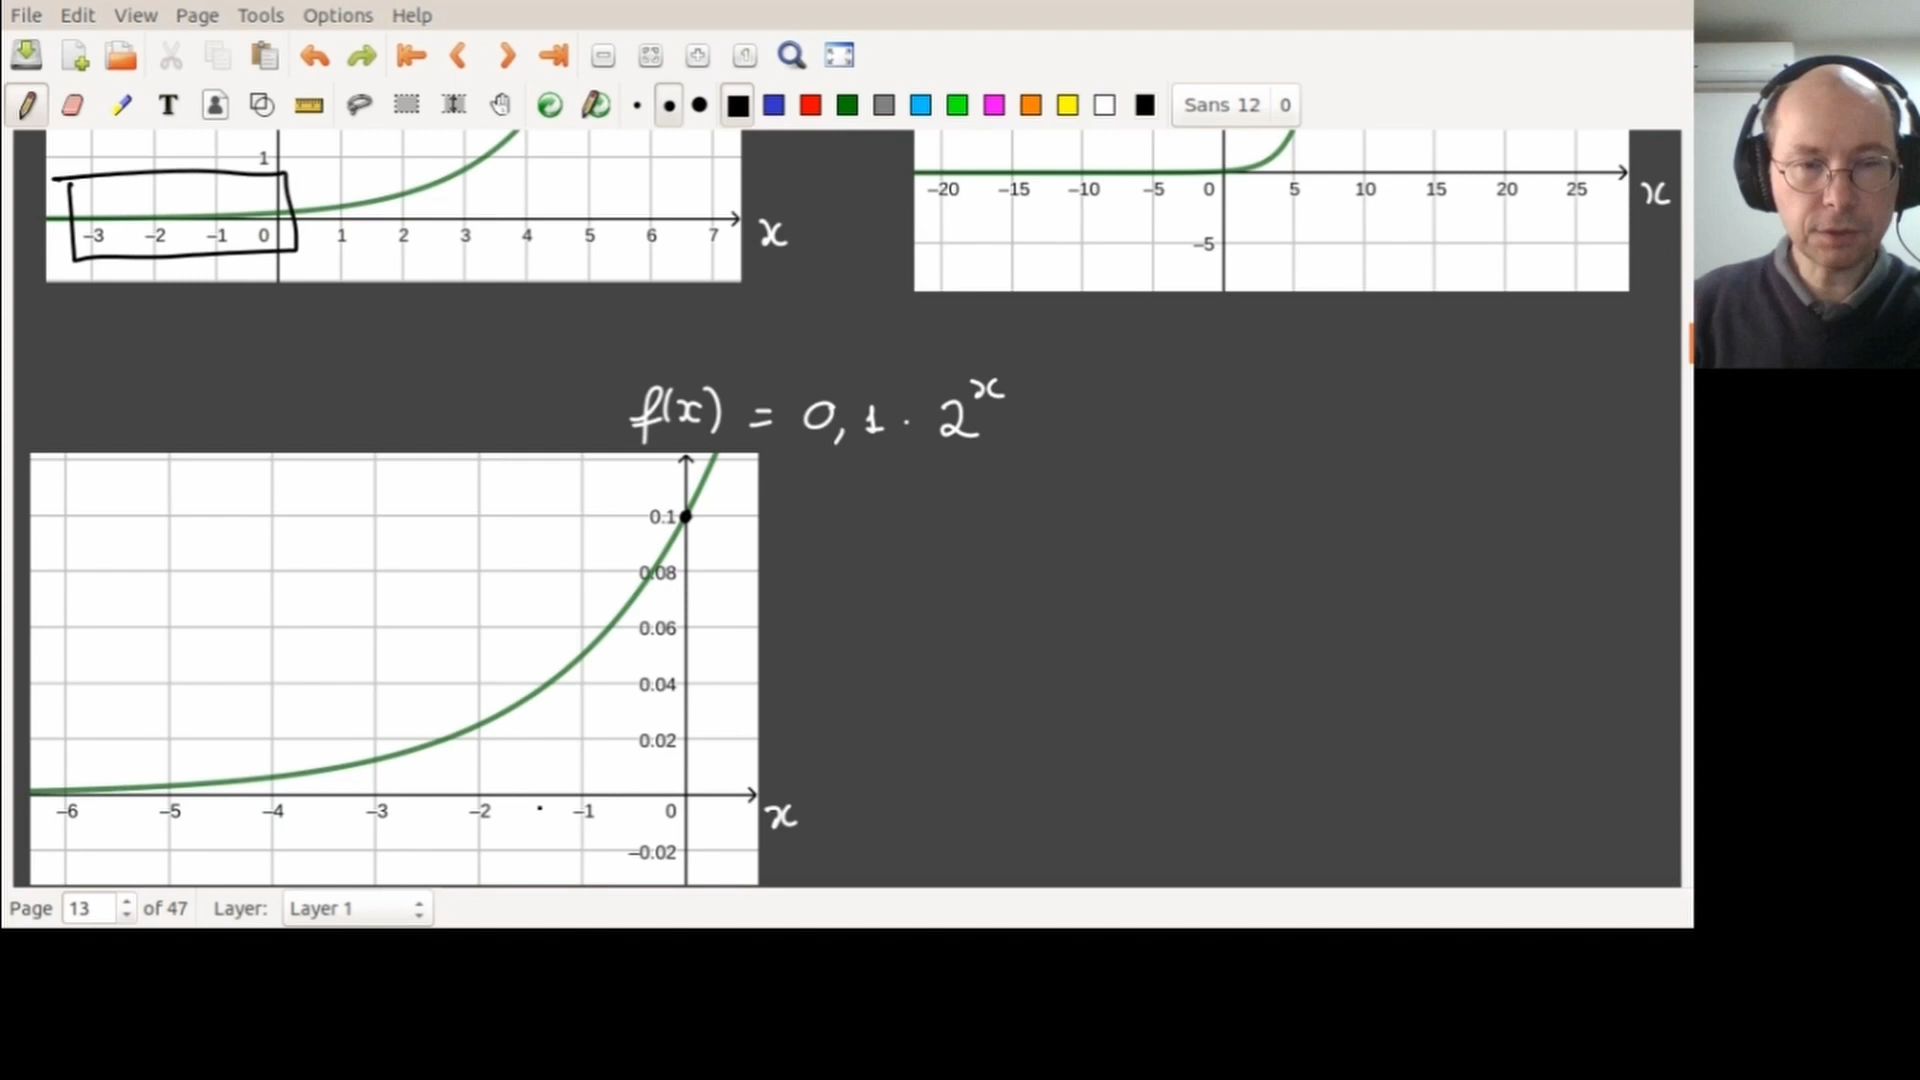 File Edit View Page Tools Options Help
T Sans 12 0
1
–3 –2 –1 0 1 2 3 4 5 6 7 x
–20 –15 –10 –5 0 5 10 15 20 25 x
–5
f(x) = 0,1 · 2^x
0.1
0.08
0.06
0.04
0.02
–6 –5 –4 –3 –2 –1 0 x
–0.02
Page 13 of 47 Layer: Layer 1